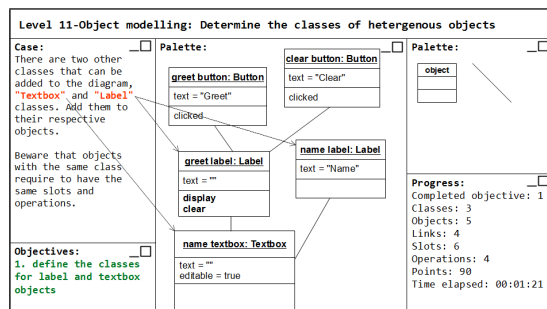 Level 11-Object modelling: Determine the classes of hetergenous objects
Case:
There are two other
classes that can be
added to the diagram,
"Textbox" and "Label"
classes. Add them to
their respective
objects.
Beware that objects
with the same class
require to have the
same slots and
operations.
Objectives:
1. define the classes
for label and textbox
objects
Palette:
greet button: Button
text = "Greet"
clicked
clear button: Button
text = "Clear"
clicked
greet label: Label
text = ""
display
clear
name label: Label
text = "Name"
name textbox: Textbox
text = ""
editable = true
Palette:
object
Progress:
Completed objective: 1
Classes: 3
Objects: 5
Links: 4
Slots: 6
Operations: 4
Points: 90
Time elapsed: 00:01:21